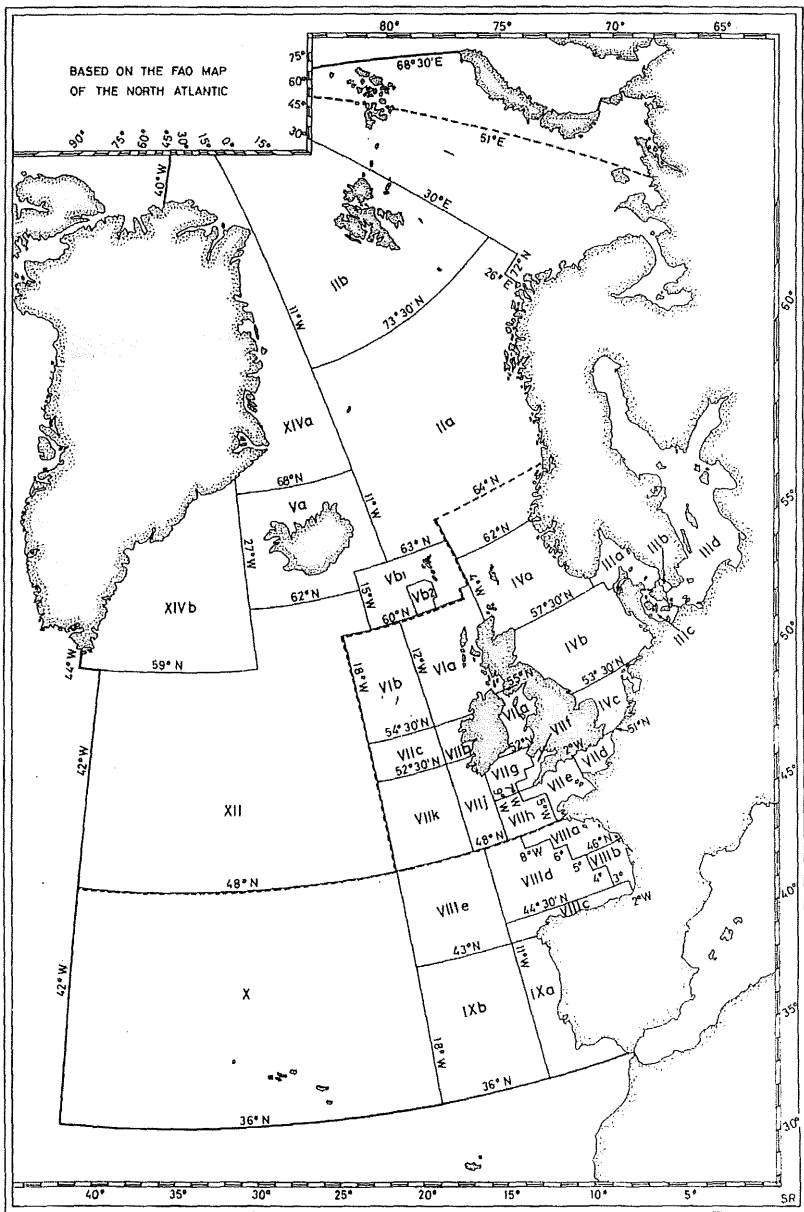 80° 75° 70° 65°
75°
60°
45°
30°
BASED ON THE FAO MAP
OF THE NORTH ATLANTIC
90° 75° 60° 45° 30° 15° 0° 15°
68° 30' E
51° E
40° W
30° E
72° N
26° E
IIb
73° 30' N
11° W
60°
XIVa
IIa
68° N
64° N
55°
Va
11° W
27° W
63° N
62° N
IIIa
IIIb
IIId
Vb1
15° W
62° N
4° W
IVa
Vb2
XIVb
60° N
57° 30' N
50°
IIIc
44° W
59° N
12° W
VIa
IVb
18° W
VIb
55° N
53° 30' N
54° 30' N
VIIa
IVc
51° N
42° W
VIIc
VIIb
52° N
VIIf
2° W
VIId
52° 30' N
VIIg
VIIe
45°
XII
VIIk
VIIj
9° W
7° W
5° W
VIIh
48° N
VIIIa
48° N
8° W
6°
46° N
VIIId
5°
VIIIb
40°
VIIIe
4°
3°
44° 30' N
VIIIc
2° W
43° N
42° W
11° W
X
IXa
IXb
35°
18° W
36° N
36° N
30°
40° 35° 30° 25° 20° 15° 10° 5°
SR